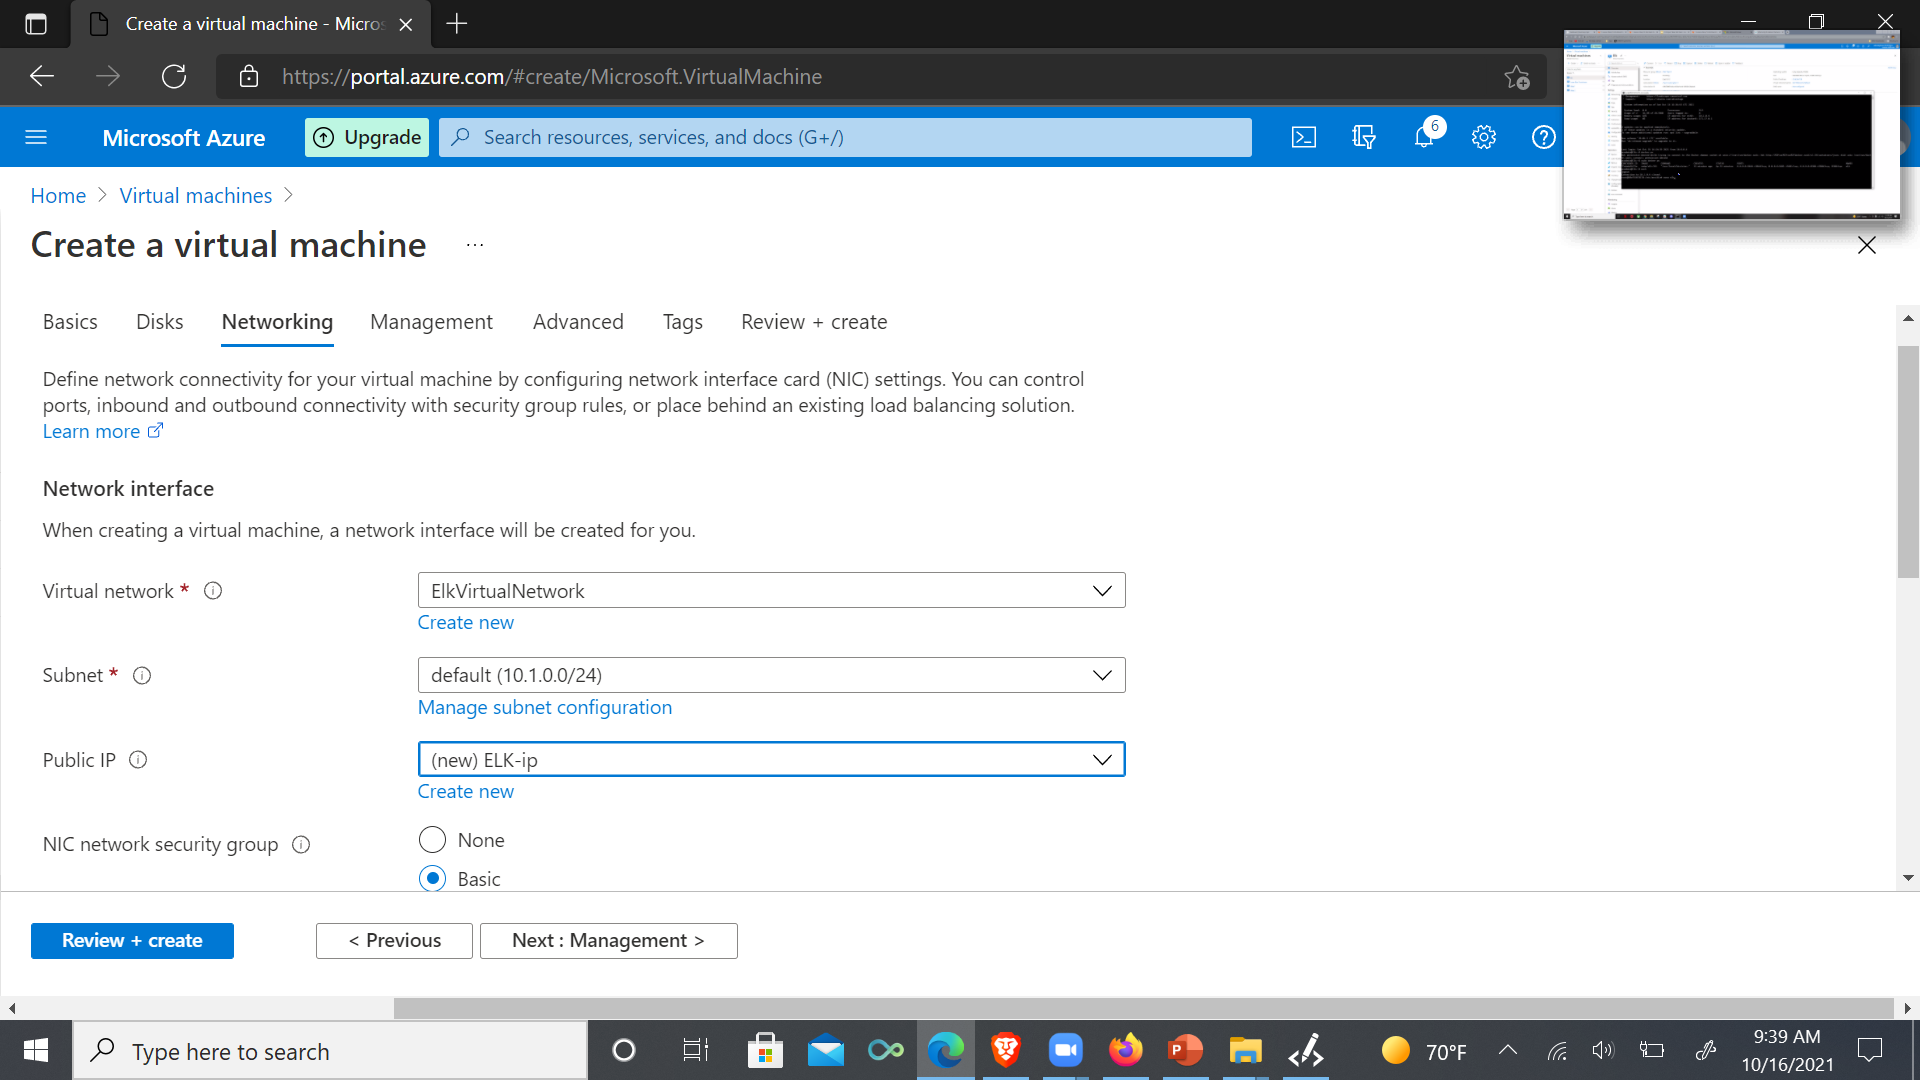 Create a virtual machine - Micros
https://portal.azure.com/#create/Microsoft.VirtualMachine
Microsoft Azure
Upgrade
Search resources, services, and docs (G+/)
6
Home > Virtual machines >
Create a virtual machine ...
Basics Disks Networking Management Advanced Tags Review + create
Define network connectivity for your virtual machine by configuring network interface card (NIC) settings. You can control
ports, inbound and outbound connectivity with security group rules, or place behind an existing load balancing solution.
Learn more
Network interface
When creating a virtual machine, a network interface will be created for you.
Virtual network *
ElkVirtualNetwork
Create new
Subnet *
default (10.1.0.0/24)
Manage subnet configuration
Public IP
(new) ELK-ip
Create new
NIC network security group
None
Basic
Review + create
< Previous
Next : Management >
Type here to search
70°F
9:39 AM
10/16/2021